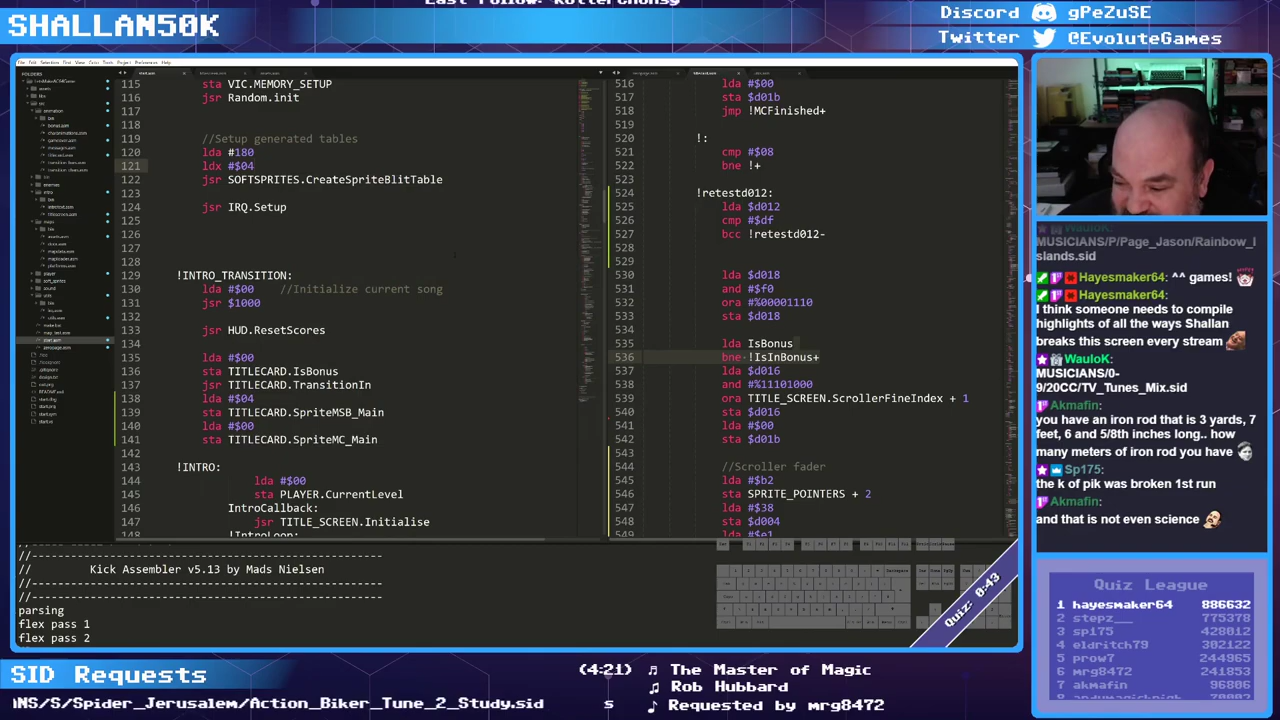 SHALLAN50K
Discord gPeZuSE
Twitter @EvoluteGames
115 sta VIC.MEMORY_SETUP
116 jsr Random.init
117
118
119 //Setup generated tables
120 lda #180
121 ldx #$04
122 jsr SOFTSPRITES.CreateSpriteBlitTable
123
124 jsr IRQ.Setup
125
126
127
128
129 !INTRO_TRANSITION:
130 lda #$00 //Initialize current song
131 jsr $1000
132
133 jsr HUD.ResetScores
134
135 lda #$00
136 sta TITLECARD.IsBonus
137 jsr TITLECARD.TransitionIn
138 lda #$04
139 sta TITLECARD.SpriteMSB_Main
140 lda #$00
141 sta TITLECARD.SpriteMC_Main
142
143 !INTRO:
144 lda #$00
145 sta PLAYER.CurrentLevel
146 IntroCallback:
147 jsr TITLE_SCREEN.Initialise
148 !IntroLoop:
516 lda #$00
517 sta $d01b
518 jmp !MCFinished+
519
520 !:
521 cmp #$08
522 bne !+
523
524 !retestd012:
525 lda $d012
526 cmp #$df
527 bcc !retestd012-
528
529
530 lda $d018
531 and #$f0
532 ora #%00001110
533 sta $d018
534
535 lda IsBonus
536 bne !IsInBonus+
537 lda $d016
538 and #%11101000
539 ora TITLE_SCREEN.ScrollerFineIndex + 1
540 sta $d016
541 lda #$00
542 sta $d01b
543
544 //Scroller fader
545 lda #$b2
546 sta SPRITE_POINTERS + 2
547 lda #$38
548 sta $d004
549 lda #$e1
//------------------------------------------------------
// Kick Assembler v5.13 by Mads Nielsen
//------------------------------------------------------
parsing
flex pass 1
flex pass 2
Quiz: 0:43
WauloK:
MUSICIANS/P/Page_Jason/Rainbow_I
slands.sid
Hayesmaker64: ^^ games!
Hayesmaker64:
I think someone needs to compile
highlights of all the ways Shallan
breaks this screen every stream
WauloK:
MUSICIANS/0-
9/20CC/TV_Tunes_Mix.sid
Akmafin:
you have an iron rod that is 3 yards, 7
feet, 6 and 5/8th inches long.. how
many meters of iron rod you have
Sp175:
the k of pik was broken 1st run
Akmafin:
and that is not even science
Quiz League
1 hayesmaker64 886632
2 stepz__ 775378
3 sp175 428012
4 eldritch79 302122
5 prow7 244965
6 mrg8472 241853
7 akmafin 96806
SID Requests
NS/S/Spider_Jerusalem/Action_Biker_Tune_2_Study.sid s
(4:21) The Master of Magic
Rob Hubbard
Requested by mrg8472